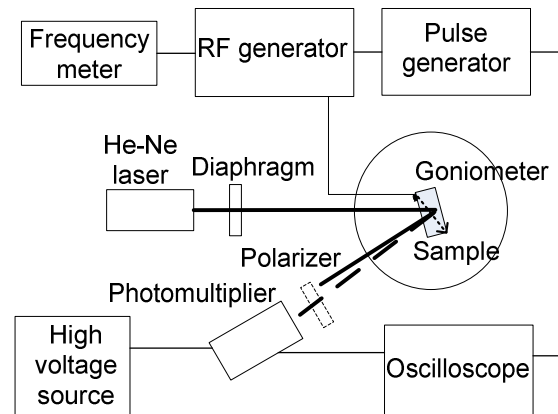 Frequency
meter
RF generator
Pulse
generator
He-Ne
laser
Diaphragm
Goniometer
Sample
Polarizer
Photomultiplier
High
voltage
source
Oscilloscope